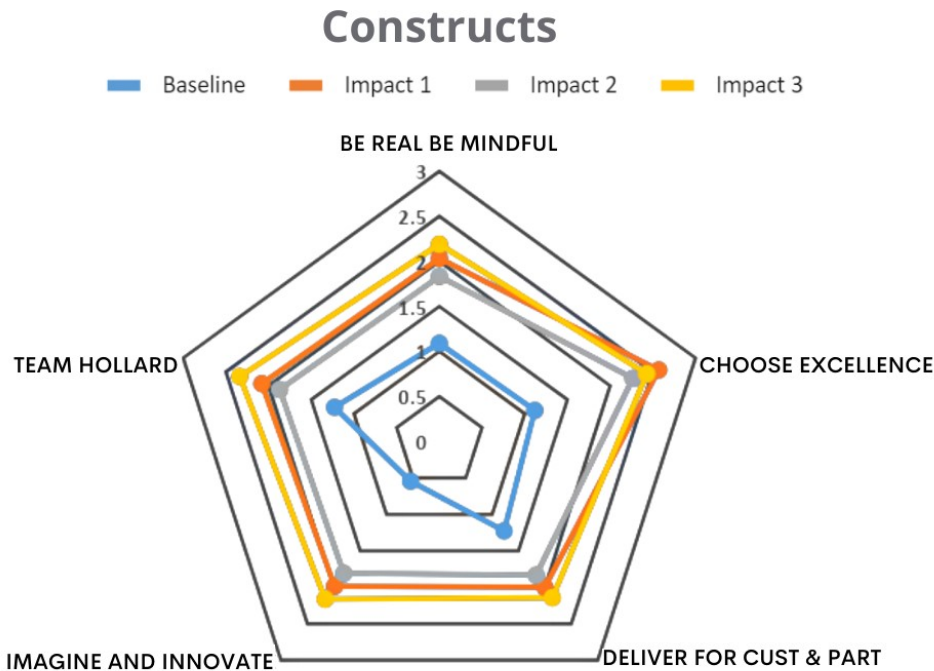 Constructs
Baseline Impact 1 Impact 2 Impact 3
BE REAL BE MINDFUL
3
2.5
2
1.5
1
0.5
0
TEAM HOLLARD
CHOOSE EXCELLENCE
IMAGINE AND INNOVATE
DELIVER FOR CUST & PART